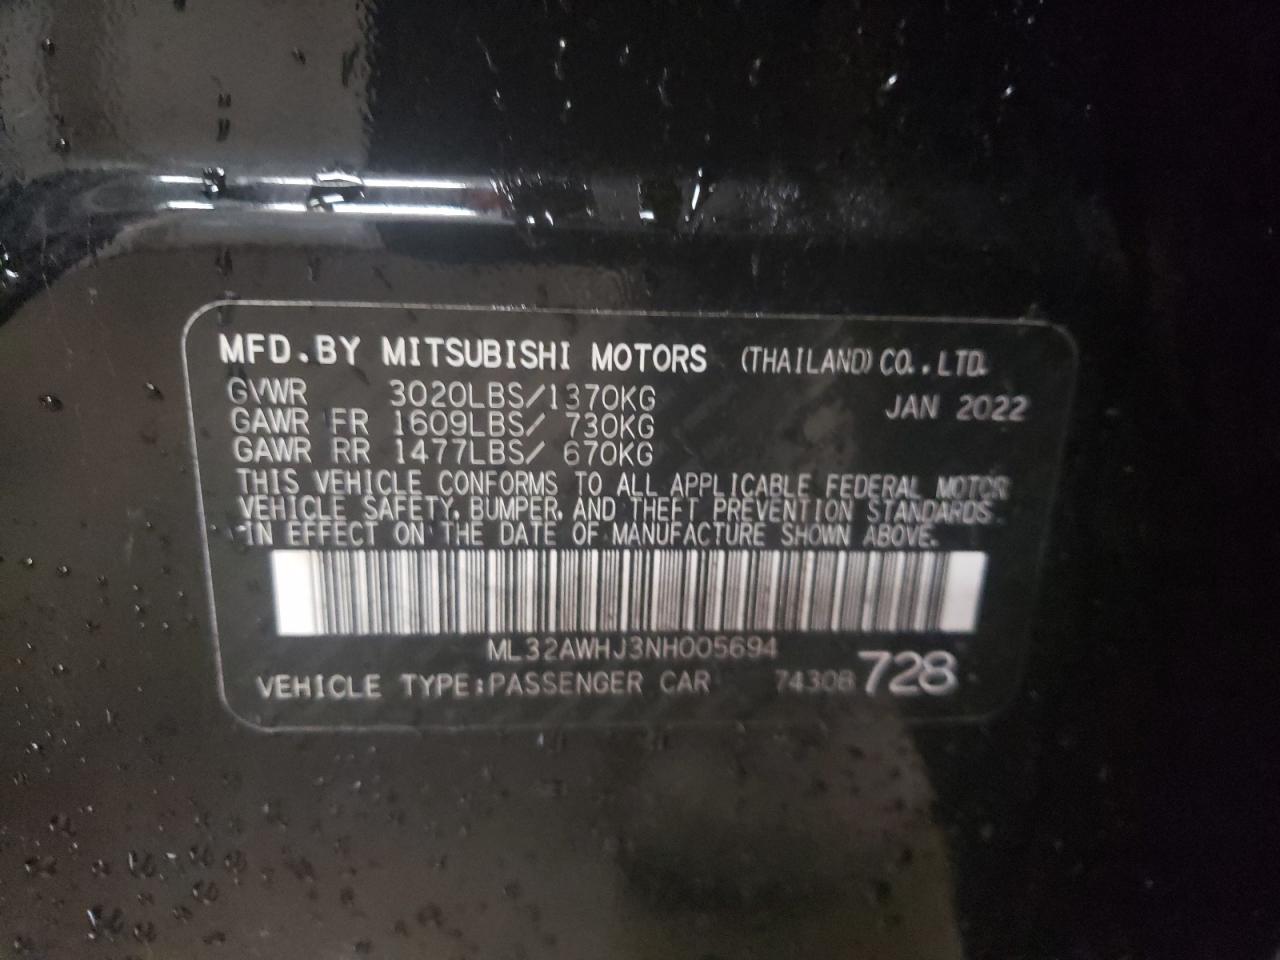 MFD.BY MITSUBISHI MOTORS (THAILAND) CO.,LTD.
GVWR 3020LBS/1370KG JAN 2022
GAWR FR 1609LBS/ 730KG
GAWR RR 1477LBS/ 670KG
THIS VEHICLE CONFORMS TO ALL APPLICABLE FEDERAL MOTOR
VEHICLE SAFETY, BUMPER, AND THEFT PREVENTION STANDARDS
IN EFFECT ON THE DATE OF MANUFACTURE SHOWN ABOVE.
ML32AWHJ3NH005694
VEHICLE TYPE:PASSENGER CAR 74308 728